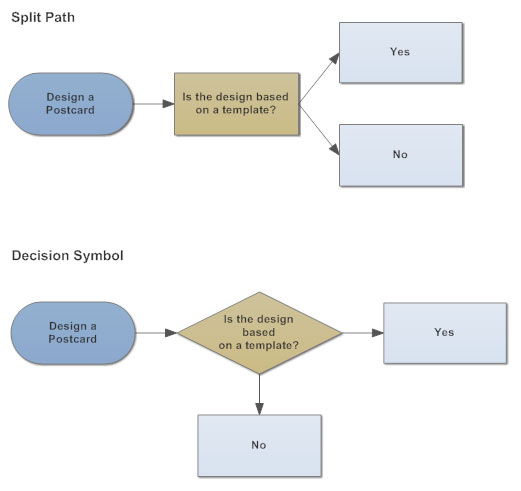 Split Path
Design a
Postcard
Is the design based
on a template?
Yes
No
Decision Symbol
Design a
Postcard
Is the design
based
on a template?
Yes
No